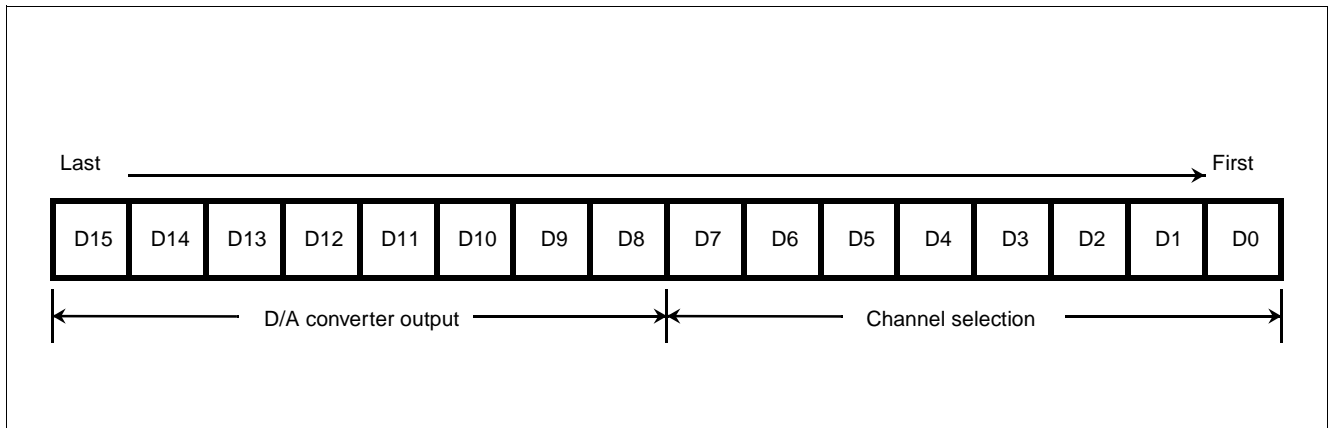 Last First
D15 D14 D13 D12 D11 D10 D9 D8 D7 D6 D5 D4 D3 D2 D1 D0
D/A converter output Channel selection